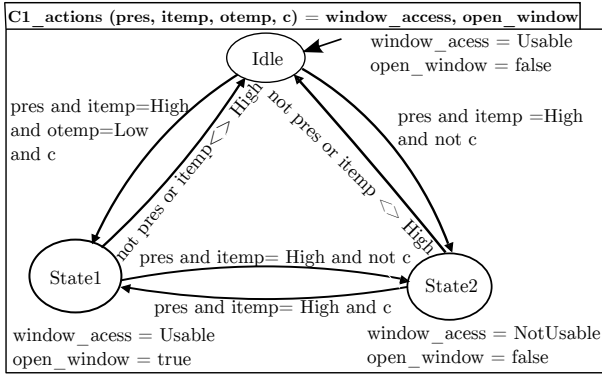 C1_actions (pres, itemp, otemp, c) = window_access, open_window
window_acess = Usable
open_window = false
Idle
pres and itemp=High
and otemp=Low
and c
not pres or itemp<> High
not pres or itemp <> High
pres and itemp =High
and not c
pres and itemp= High and not c
State1
State2
pres and itemp= High and c
window_acess = Usable
open_window = true
window_acess = NotUsable
open_window = false